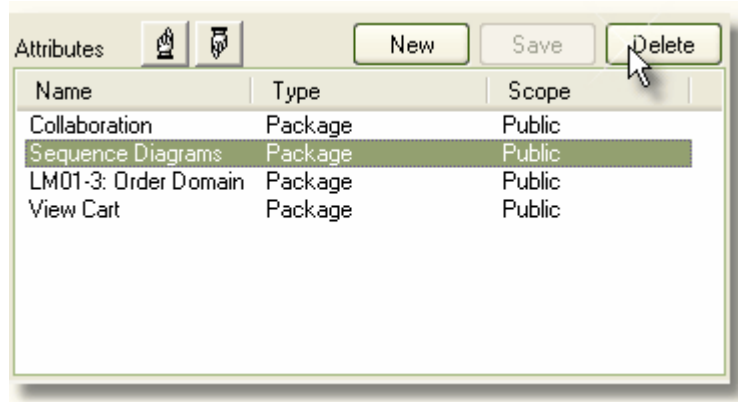 Attributes New Save Delete
Name Type Scope
Collaboration Package Public
Sequence Diagrams Package Public
LM01-3: Order Domain Package Public
View Cart Package Public